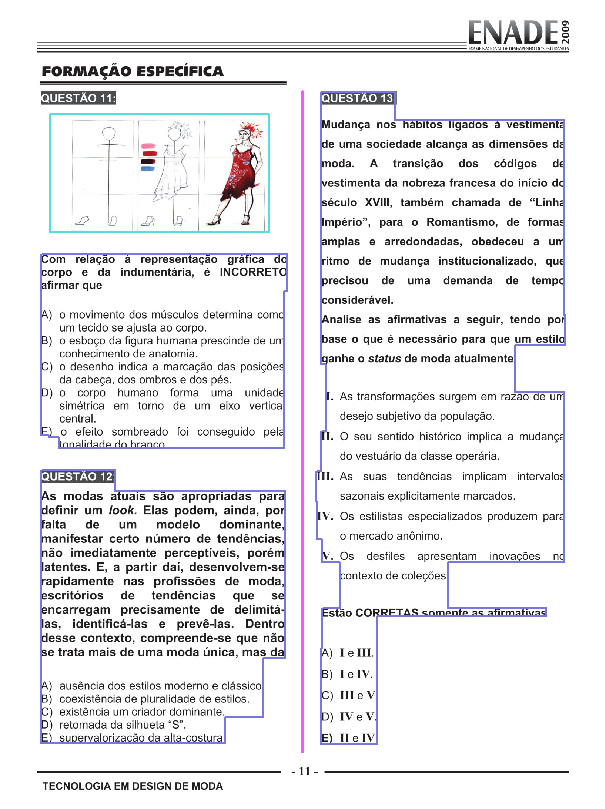 ENADE 2009
EXAME NACIONAL DE DESEMPENHO DOS ESTUDANTES
FORMAÇÃO ESPECÍFICA
QUESTÃO 11:
Com relação à representação gráfica do
corpo e da indumentária, é INCORRETO
afirmar que
A) o movimento dos músculos determina como
um tecido se ajusta ao corpo.
B) o esboço da figura humana prescinde de um
conhecimento de anatomia.
C) o desenho indica a marcação das posições
da cabeça, dos ombros e dos pés.
D) o corpo humano forma uma unidade
simétrica em torno de um eixo vertical
central.
E) o efeito sombreado foi conseguido pela
tonalidade do branco.
QUESTÃO 12
As modas atuais são apropriadas para
definir um look. Elas podem, ainda, por
falta de um modelo dominante,
manifestar certo número de tendências,
não imediatamente perceptíveis, porém
latentes. E, a partir daí, desenvolvem-se
rapidamente nas profissões de moda,
escritórios de tendências que se
encarregam precisamente de delimitá-
las, identificá-las e prevê-las. Dentro
desse contexto, compreende-se que não
se trata mais de uma moda única, mas da
A) ausência dos estilos moderno e clássico
B) coexistência de pluralidade de estilos.
C) existência um criador dominante.
D) retomada da silhueta “S”.
E) supervalorização da alta-costura
QUESTÃO 13
Mudança nos hábitos ligados à vestimenta
de uma sociedade alcança as dimensões da
moda. A transição dos códigos de
vestimenta da nobreza francesa do início do
século XVIII, também chamada de “Linha
Império”, para o Romantismo, de formas
amplas e arredondadas, obedeceu a um
ritmo de mudança institucionalizado, que
precisou de uma demanda de tempo
considerável.
Analise as afirmativas a seguir, tendo por
base o que é necessário para que um estilo
ganhe o status de moda atualmente
I. As transformações surgem em razão de um
desejo subjetivo da população.
II. O seu sentido histórico implica a mudança
do vestuário da classe operária.
III. As suas tendências implicam intervalos
sazonais explicitamente marcados.
IV. Os estilistas especializados produzem para
o mercado anônimo.
V. Os desfiles apresentam inovações no
contexto de coleções
Estão CORRETAS somente as afirmativas
A) I e III.
B) I e IV.
C) III e V
D) IV e V.
E) II e IV
- 11 -
TECNOLOGIA EM DESIGN DE MODA